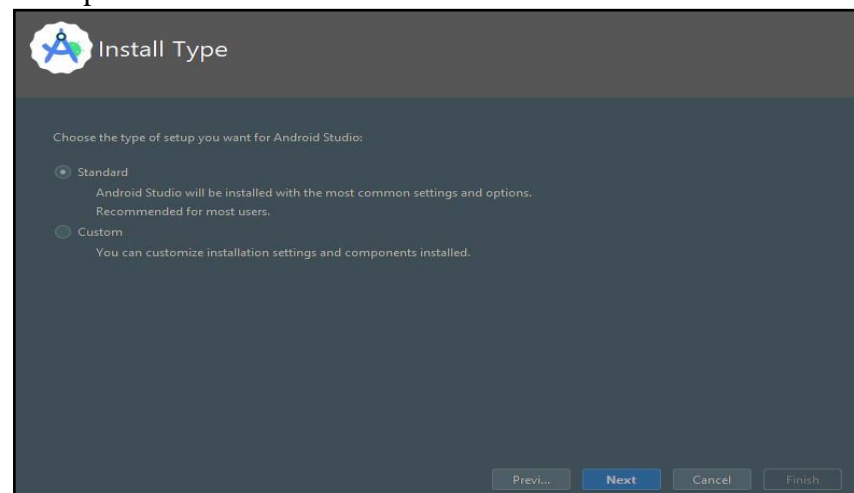 Install Type
Choose the type of setup you want for Android Studio:
Standard
Android Studio will be installed with the most common settings and options.
Recommended for most users.
Custom
You can customize installation settings and components installed.
Previ... Next Cancel Finish